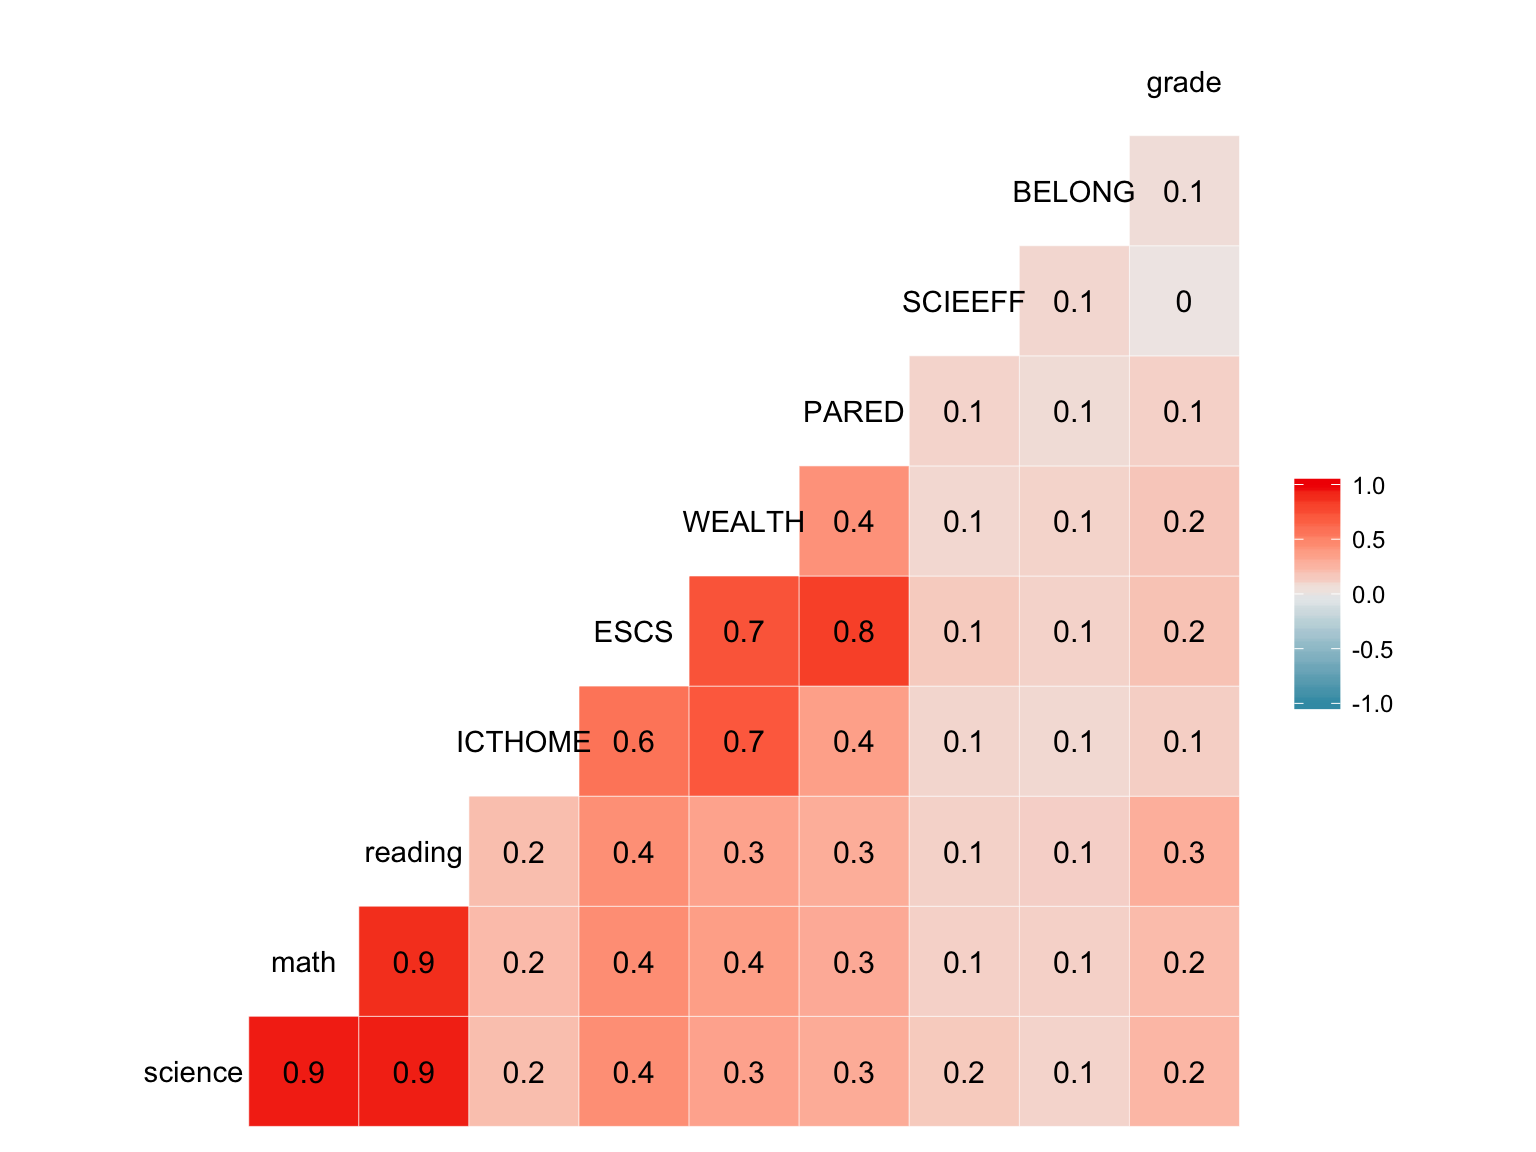 grade
BELONG 0.1
SCIEEFF 0.1 0
PARED 0.1 0.1 0.1
WEALTH 0.4 0.1 0.1 0.2
ESCS 0.7 0.8 0.1 0.1 0.2
ICTHOME 0.6 0.7 0.4 0.1 0.1 0.1
reading 0.2 0.4 0.3 0.3 0.1 0.1 0.3
math 0.9 0.2 0.4 0.4 0.3 0.1 0.1 0.2
science 0.9 0.9 0.2 0.4 0.3 0.3 0.2 0.1 0.2
1.0
0.5
0.0
-0.5
-1.0